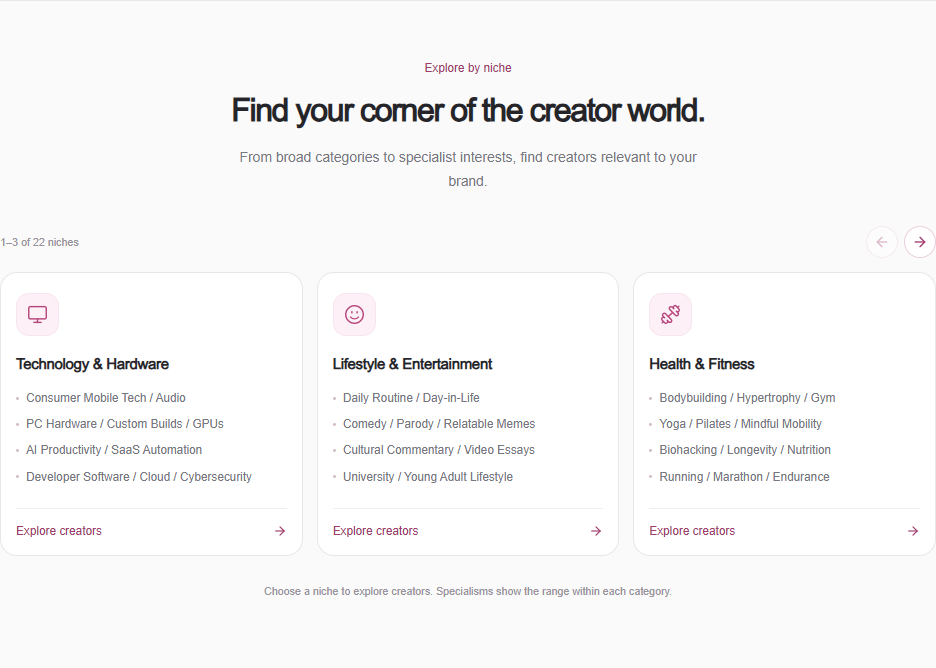 Explore by niche
Find your corner of the creator world.
From broad categories to specialist interests, find creators relevant to your
brand.
1–3 of 22 niches
Technology & Hardware
Consumer Mobile Tech / Audio
PC Hardware / Custom Builds / GPUs
AI Productivity / SaaS Automation
Developer Software / Cloud / Cybersecurity
Explore creators
Lifestyle & Entertainment
Daily Routine / Day-in-Life
Comedy / Parody / Relatable Memes
Cultural Commentary / Video Essays
University / Young Adult Lifestyle
Explore creators
Health & Fitness
Bodybuilding / Hypertrophy / Gym
Yoga / Pilates / Mindful Mobility
Biohacking / Longevity / Nutrition
Running / Marathon / Endurance
Explore creators
Choose a niche to explore creators. Specialisms show the range within each category.